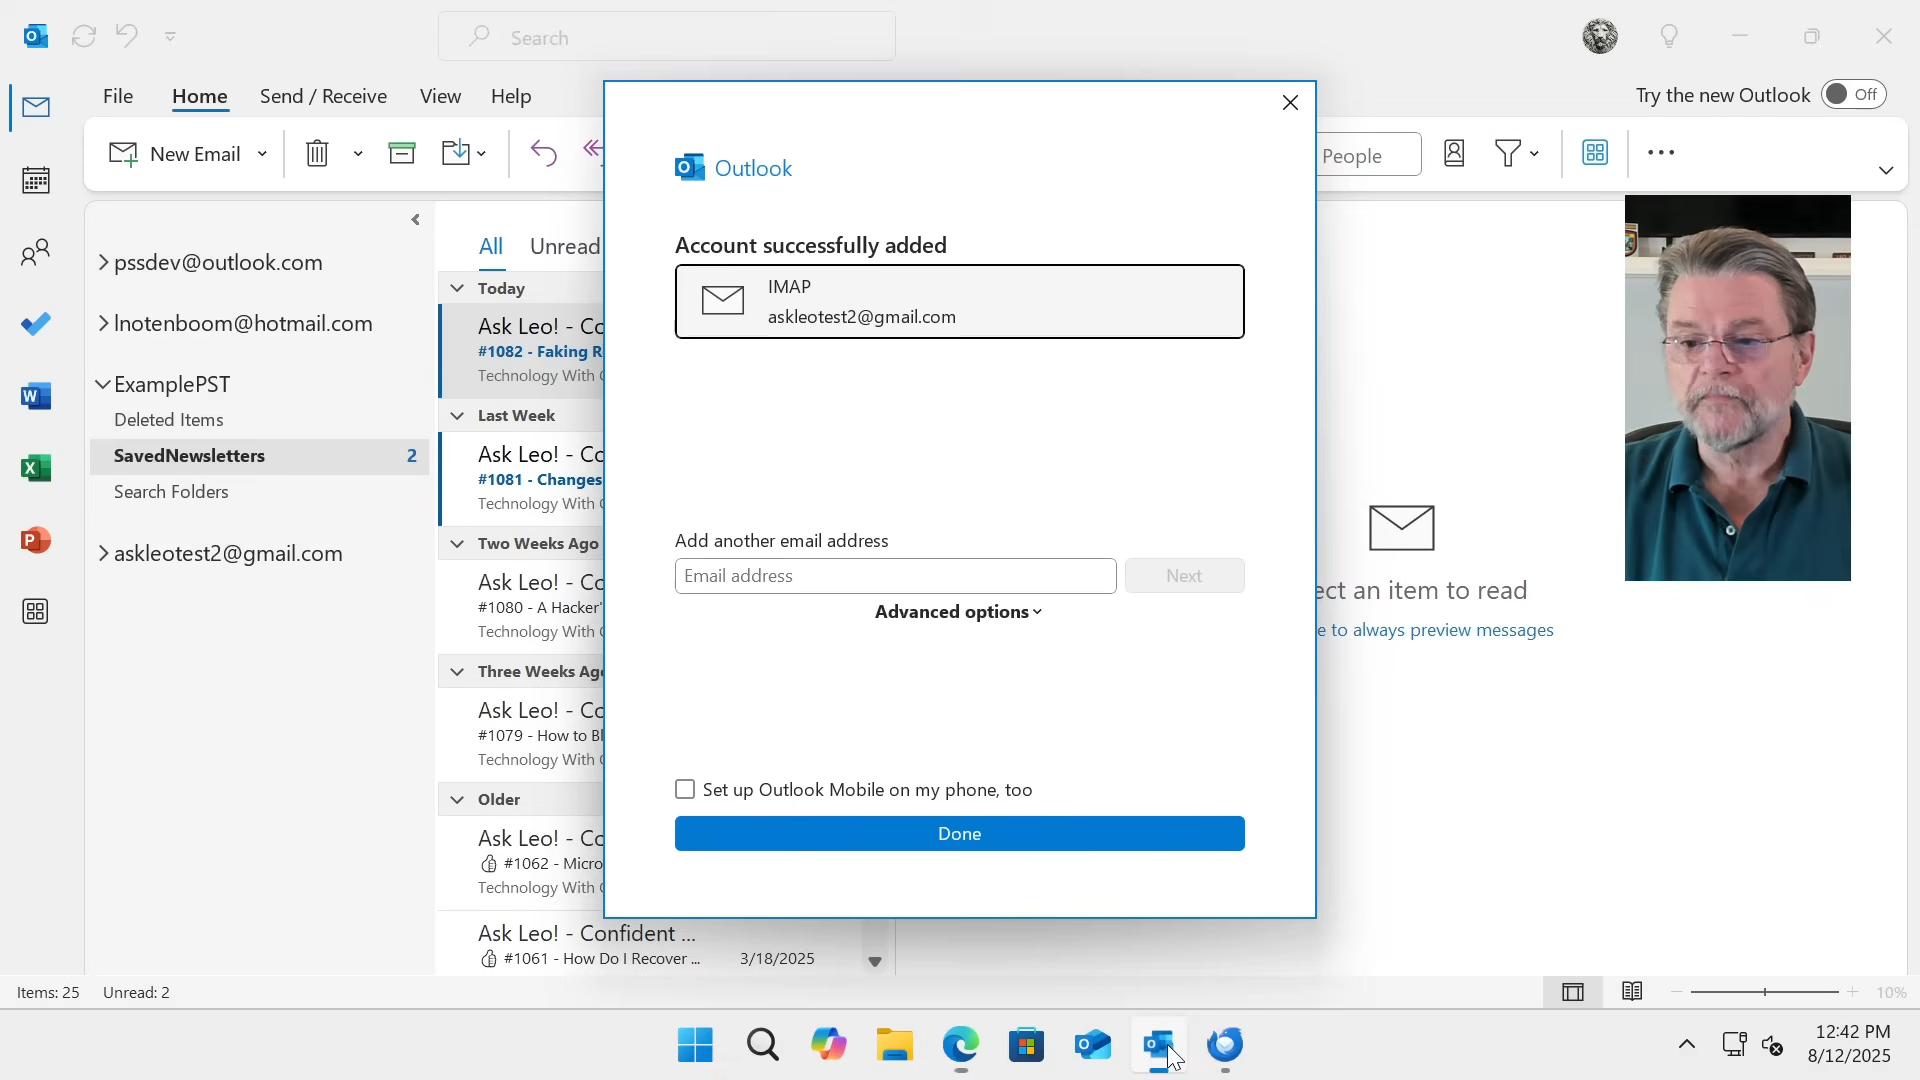 Search
File
Home
Send / Receive
View
Help
Try the new Outlook
Off
New Email
People
pssdev@outlook.com
lnotenboom@hotmail.com
ExamplePST
Deleted Items
SavedNewsletters 2
Search Folders
askleotest2@gmail.com
All Unread
Today
Ask Leo! - Co
#1082 - Faking R
Technology With C
Last Week
Ask Leo! - Co
#1081 - Changes
Technology With C
Two Weeks Ago
Ask Leo! - Co
#1080 - A Hacker'
Technology With C
Three Weeks Ago
Ask Leo! - Co
#1079 - How to Bl
Technology With C
Older
Ask Leo! - Co
#1062 - Micro
Technology With C
Ask Leo! - Confident ...
#1061 - How Do I Recover ... 3/18/2025
Outlook
Account successfully added
IMAP
askleotest2@gmail.com
Add another email address
Email address
Next
Advanced options
Set up Outlook Mobile on my phone, too
Done
ect an item to read
e to always preview messages
Items: 25 Unread: 2
10%
12:42 PM
8/12/2025